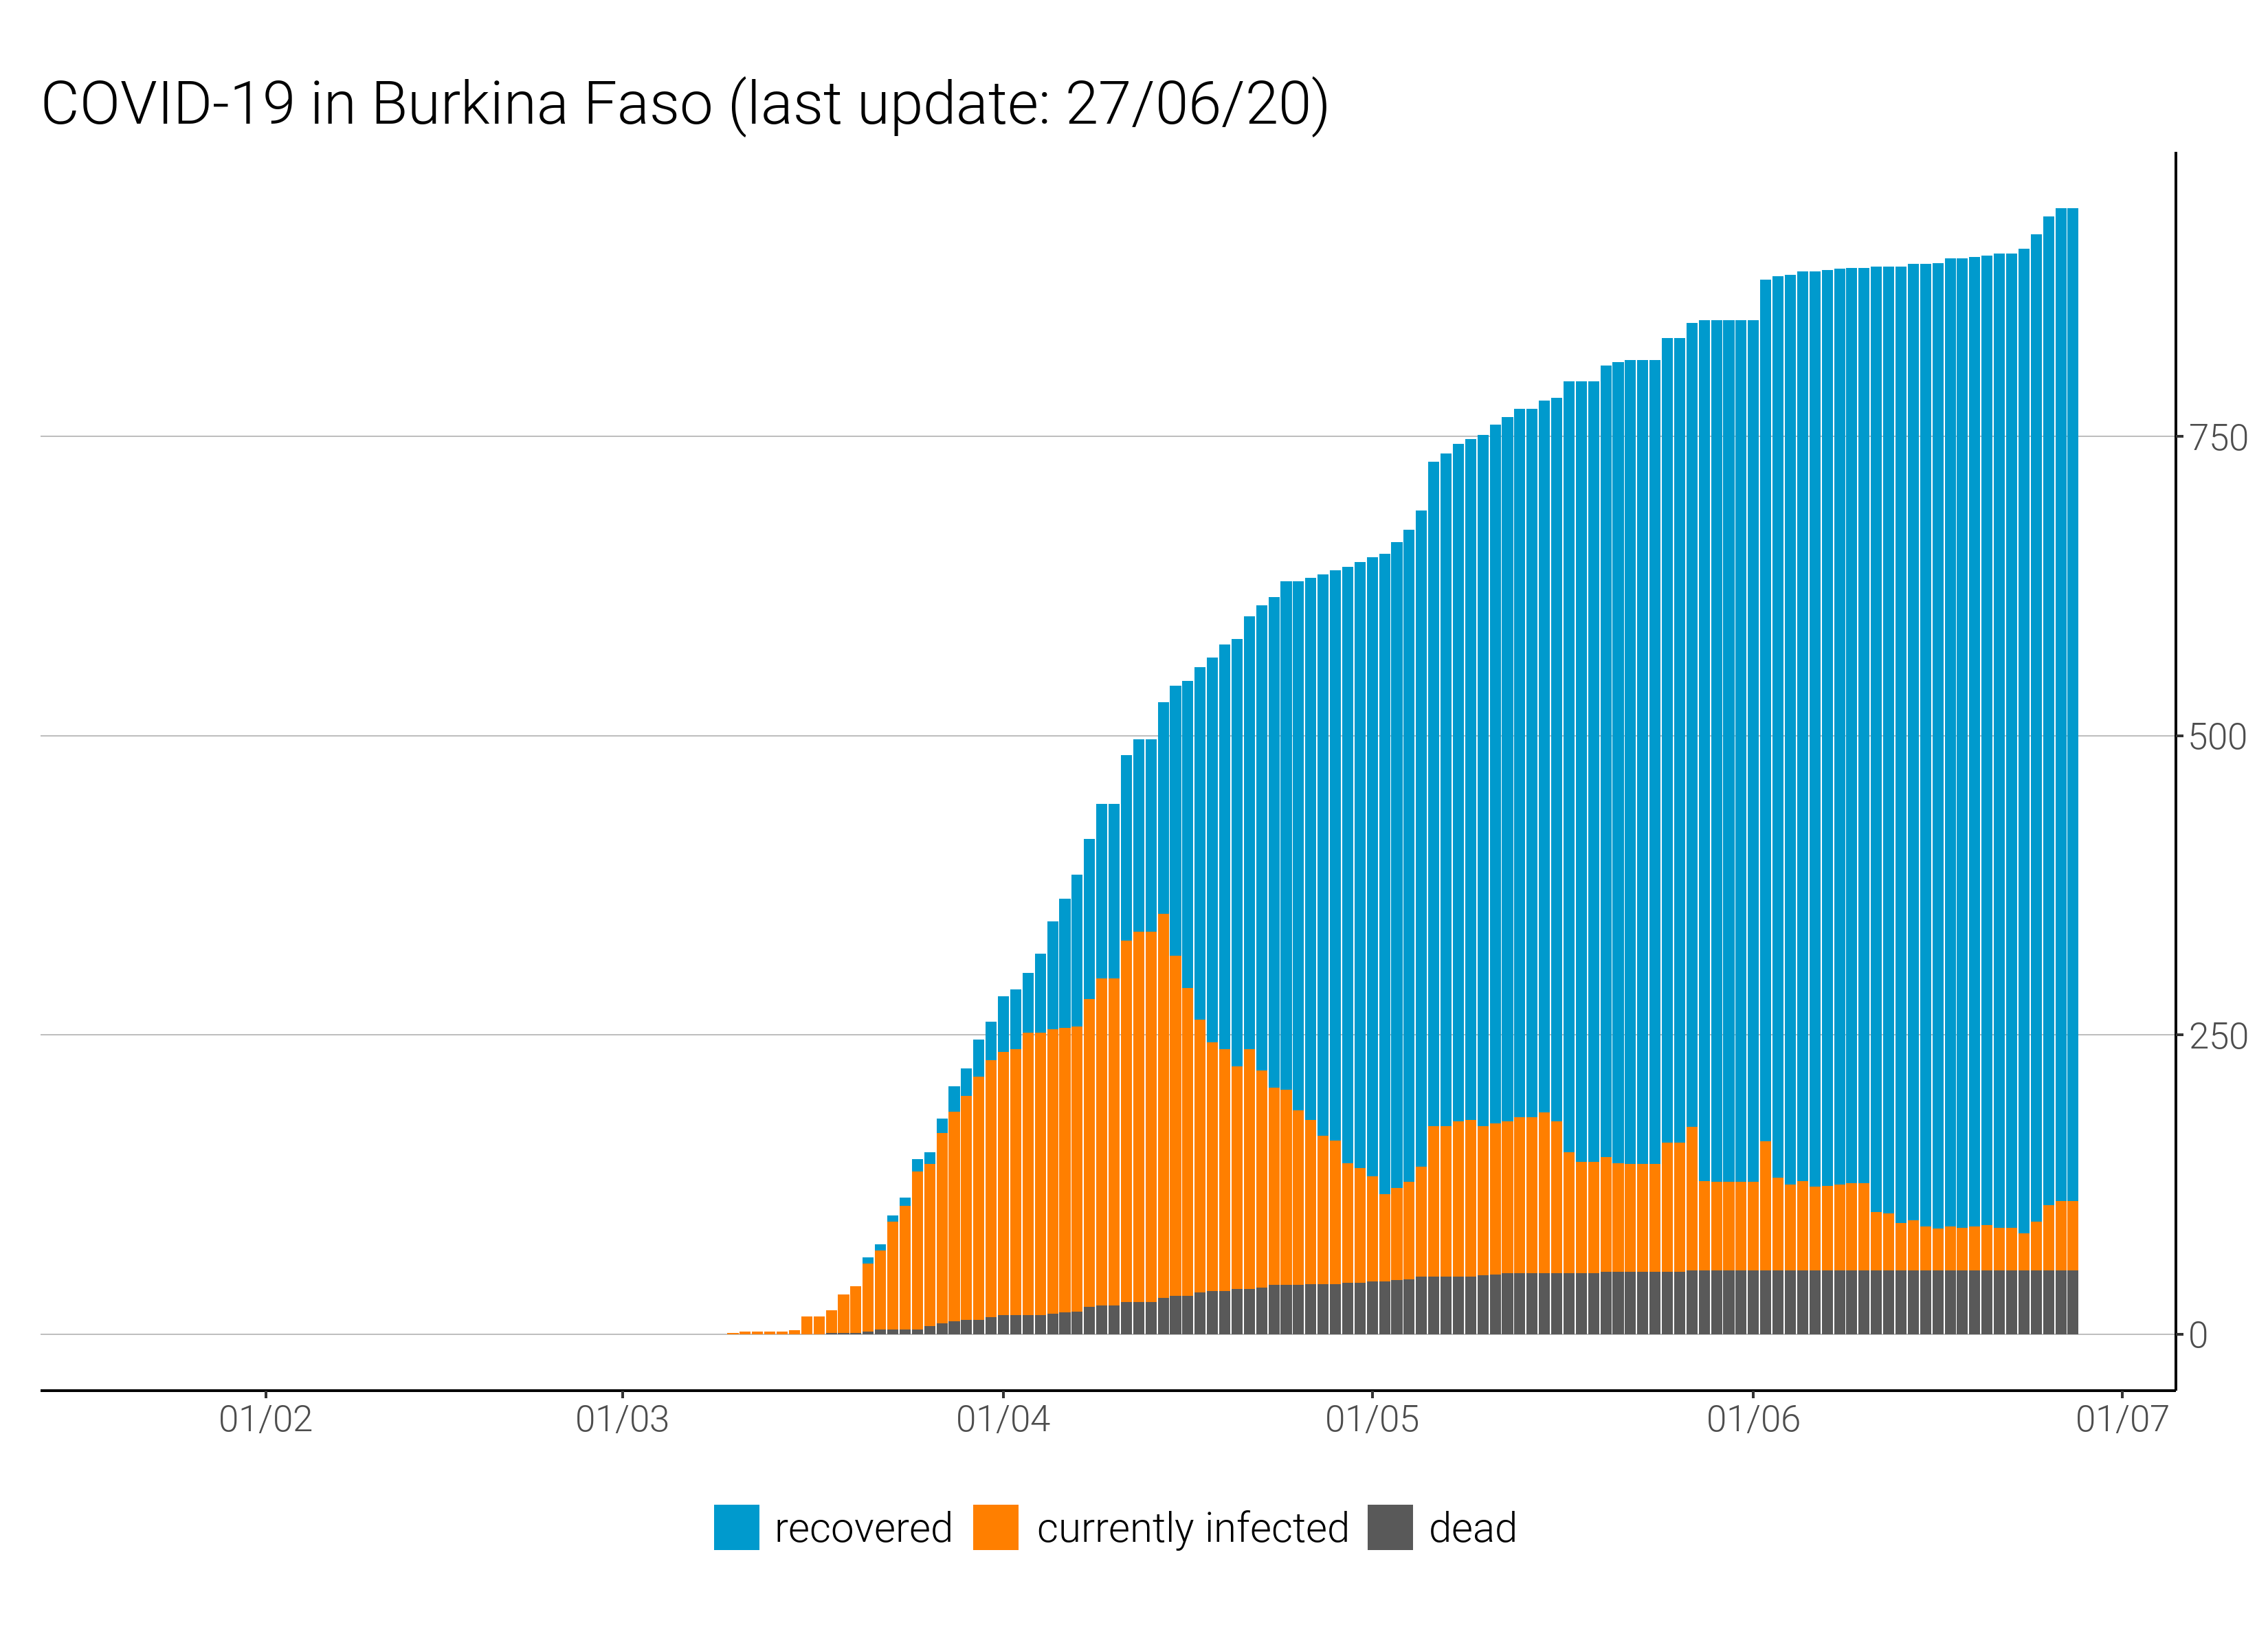 COVID-19 in Burkina Faso (last update: 27/06/20)
750
500
250
0
01/02 01/03 01/04 01/05 01/06 01/07
recovered currently infected dead